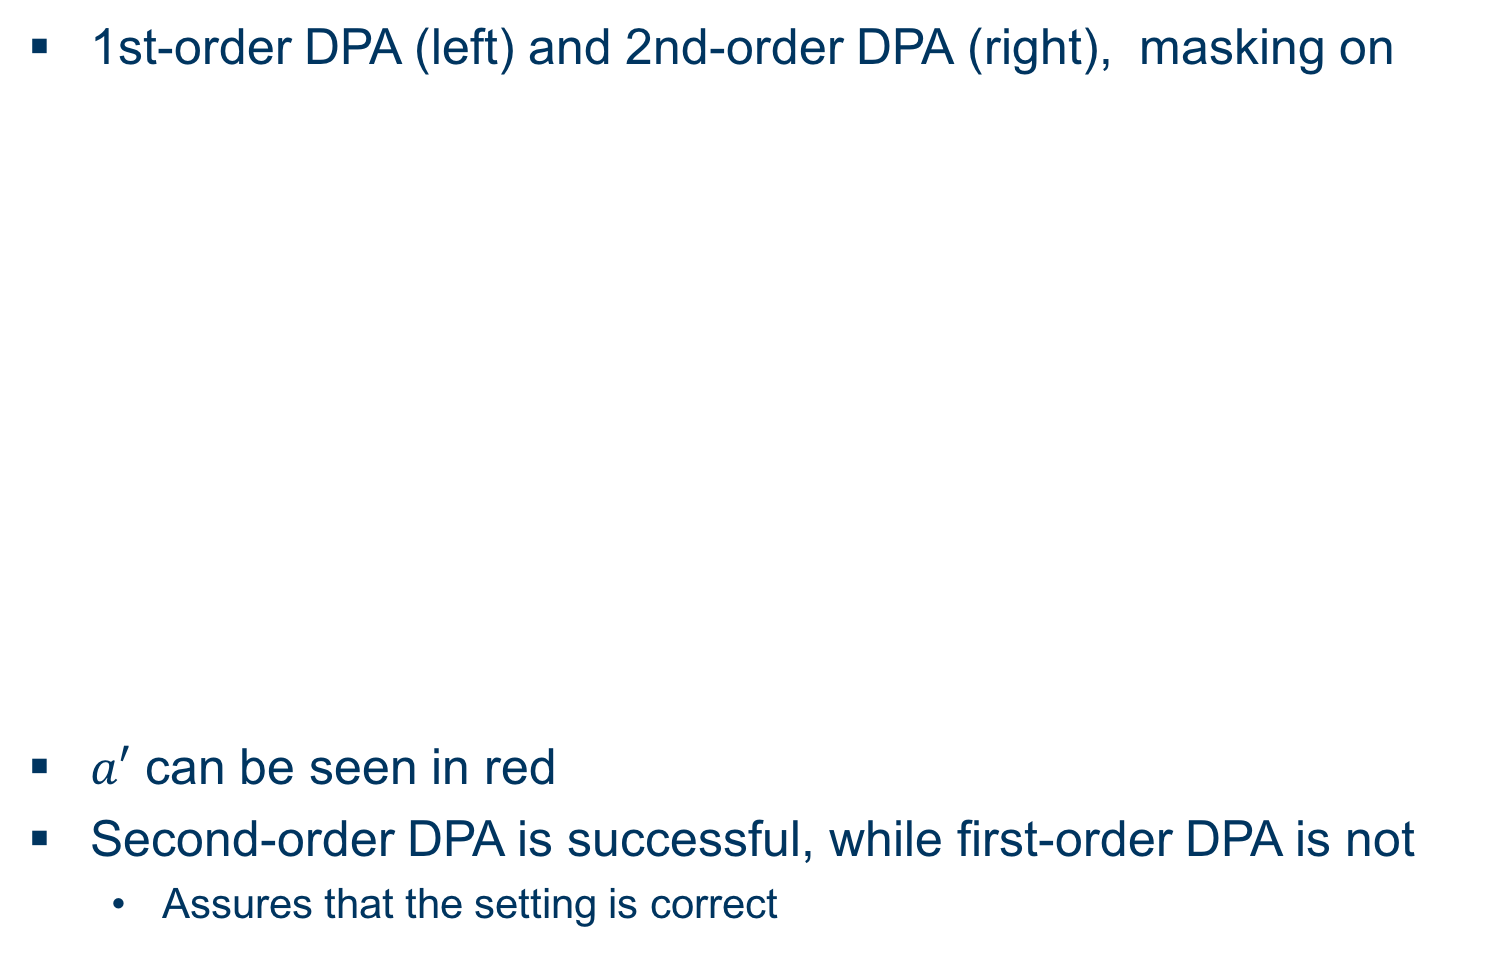 ▪ 1st-order DPA (left) and 2nd-order DPA (right),  masking on
▪ 𝑎′ can be seen in red
▪ Second-order DPA is successful, while first-order DPA is not
• Assures that the setting is correct